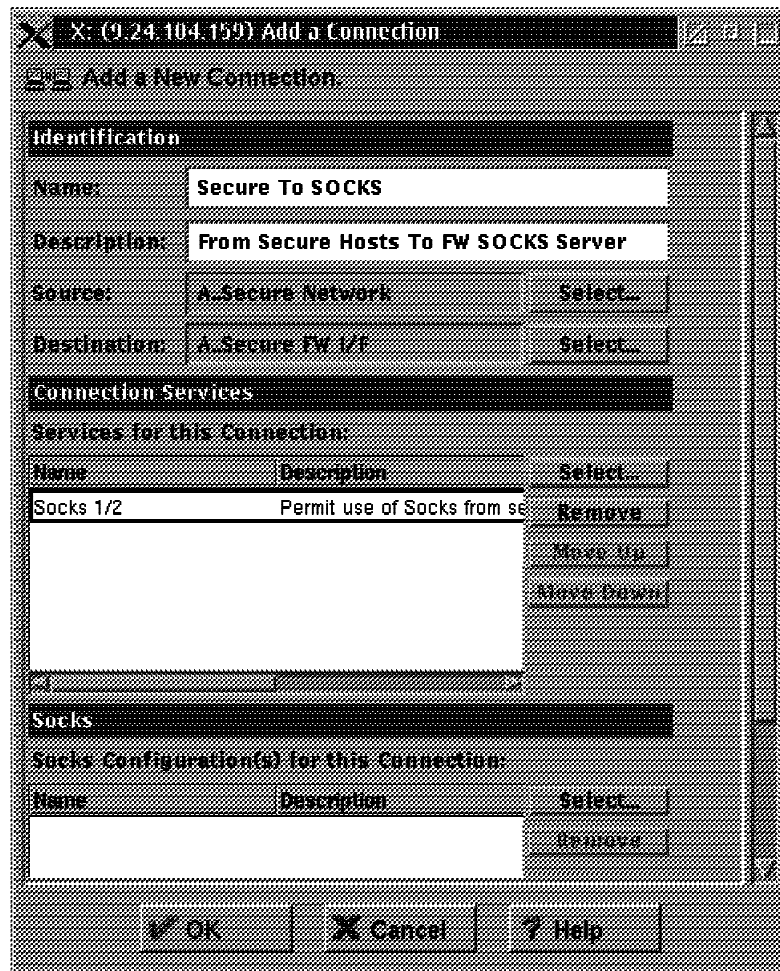 X: (9.24.104.159) Add a Connection
Add a New Connection.
Identification
Name: Secure To SOCKS
Description: From Secure Hosts To FW SOCKS Server
Source: A..Secure Network Select...
Destination: A..Secure FW I/F Select...
Connection Services
Services for this Connection:
Name Description Select...
Socks 1/2 Permit use of Socks from se Remove
Move Up
Move Down
Socks
Socks Configuration(s) for this Connection:
Name Description Select...
Remove
OK Cancel ? Help